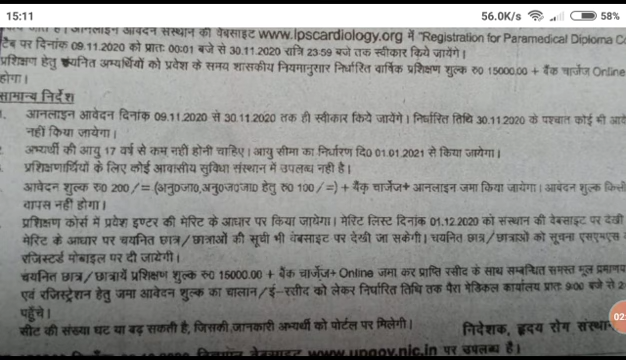 15:11 56.0K/s 58%
ऑनलाइन आवेदन संस्थान की वेबसाइट www.lpscardiology.org में "Registration for Paramedical Diploma
टैब पर दिनांक 09.11.2020 को प्रातः 00:01 बजे से 30.11.2020 रात्रि 23:59 बजे तक स्वीकार किये जायेंगे।
प्रशिक्षण हेतु चयनित अभ्यर्थियों को प्रवेश के समय शासकीय नियमानुसार निर्धारित वार्षिक प्रशिक्षण शुल्क रु0 15000.00 + बैंक चार्जेज Online
होगा।
सामान्य निर्देश
आनलाइन आवेदन दिनांक 09.11.2020 से 30.11.2020 तक ही स्वीकार किये जायेंगे। निर्धारित तिथि 30.11.2020 के पश्चात कोई भी
नहीं किया जायेगा।
अभ्यर्थी की आयु 17 वर्ष से कम नही होनी चाहिए। आयु सीमा का निर्धारण दि0 01.01.2021 से किया जायेगा।
प्रशिक्षणार्थियों के लिए कोई आवासीय सुविधा संस्थान में उपलब्ध नही है।
आवेदन शुल्क रु0 200/= (अनु0जा0,अनु0ज0जा0 हेतु रु0 100/=) + बैंक चार्जेज+ आनलाइन जमा किया जायेगा। आवेदन शुल्क किसी
वापस नहीं होगा।
प्रशिक्षण कोर्स में प्रवेश इण्टर की मेरिट के आधार पर किया जायेगा। मेरिट लिस्ट दिनांक 01.12.2020 को संस्थान की वेबसाइट पर देखी
मेरिट के आधार पर चयनित छात्र/छात्राओं की सूची भी वेबसाइट पर देखी जा सकेगी। चयनित छात्र/छात्राओं को सूचना एसएमएस
रजिस्टर्ड मोबाइल पर दी जायेगी।
चयनित छात्र/छात्रायें प्रशिक्षण शुल्क रु0 15000.00 + बैंक चार्जेज+ Online जमा कर प्राप्ति रसीद के साथ सम्बन्धित समस्त मूल
एवं रजिस्ट्रेशन हेतु जमा आवेदन शुल्क का चालान/ई-रसीद को लेकर निर्धारित तिथि तक पैरा मेडिकल कार्यालय प्रातः 9:00 बजे से
पहुँचे।
सीट की संख्या घट या बढ़ सकती है, जिसकी जानकारी अभ्यर्थी को पोर्टल पर मिलेगी।
निदेशक, हृदय रोग संस्थान
वेबसाइट www.upgov.nic.in पर उपलब्ध है।